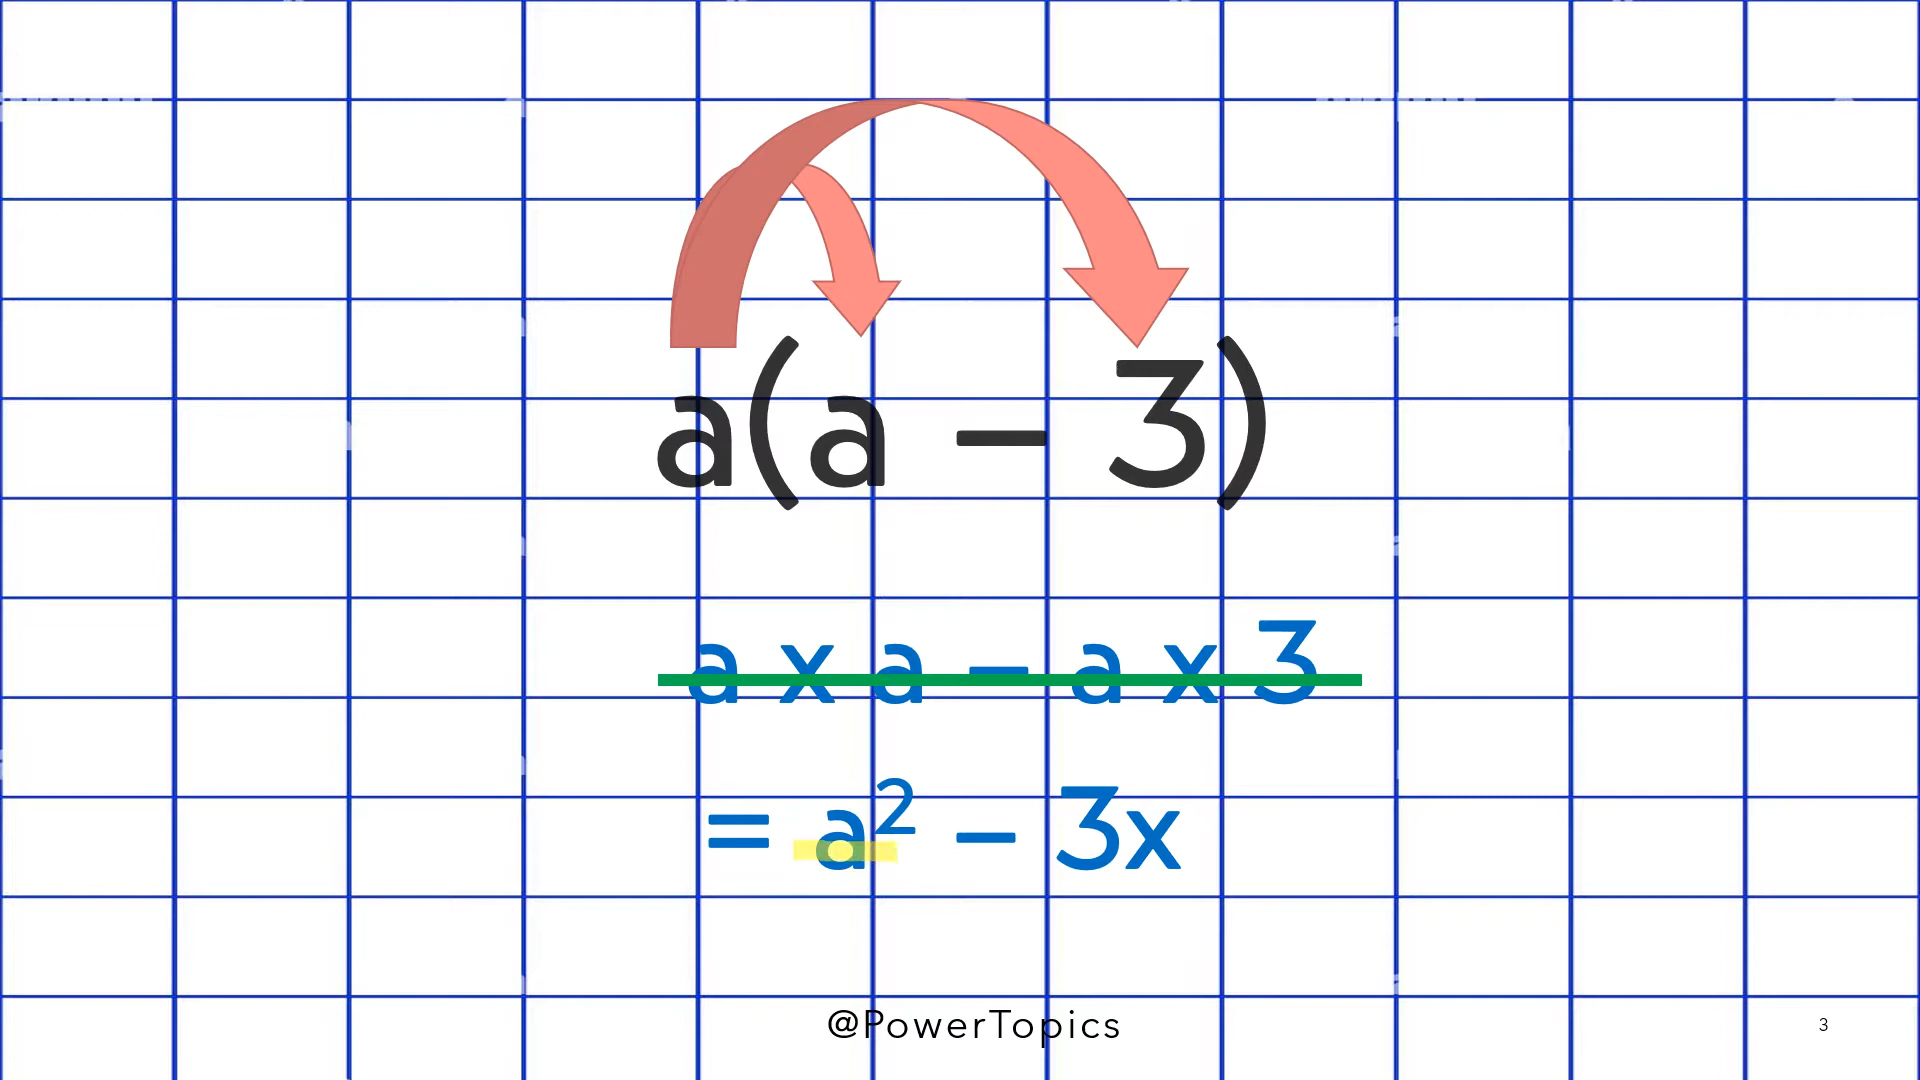 a(a – 3)
a x a – a x 3
= a² – 3x
@PowerTopics
3